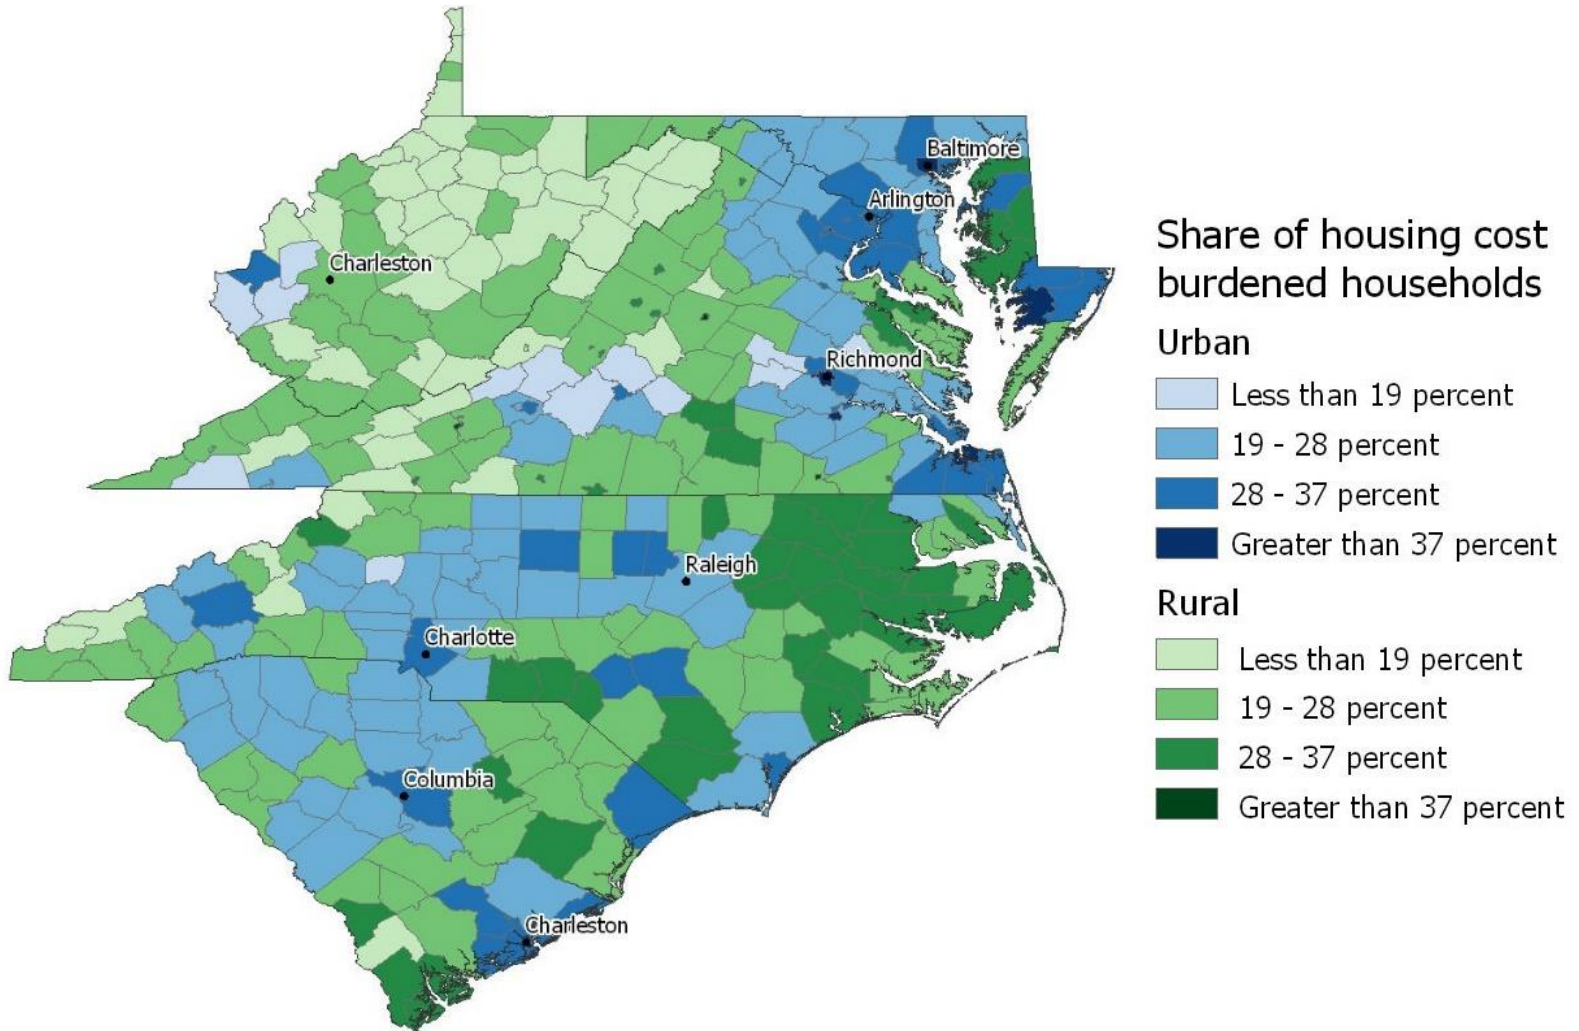 Baltimore
Arlington
Charleston
Richmond
Raleigh
Charlotte
Columbia
Charleston
Share of housing cost
burdened households
Urban
Less than 19 percent
19 - 28 percent
28 - 37 percent
Greater than 37 percent
Rural
Less than 19 percent
19 - 28 percent
28 - 37 percent
Greater than 37 percent